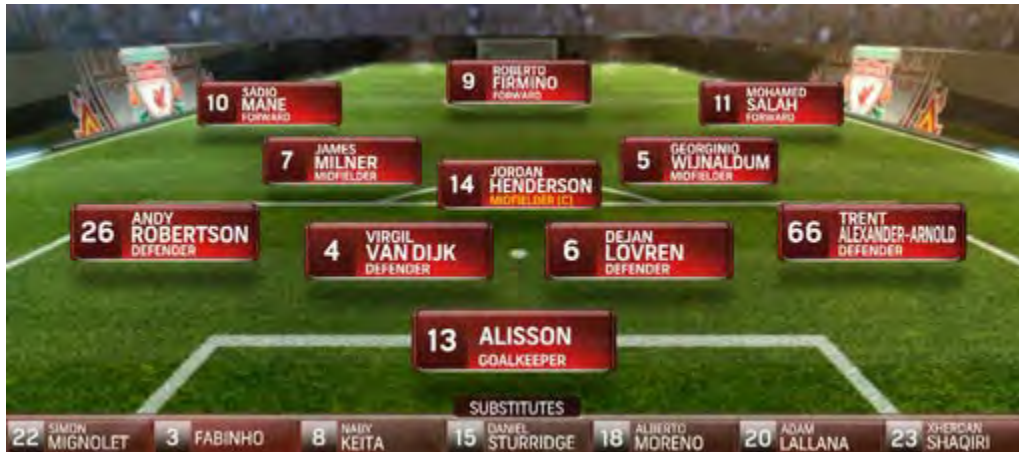 9 ROBERTO
FIRMINO
FORWARD
10 SADIO
MANE
FORWARD
11 MOHAMED
SALAH
FORWARD
7 JAMES
MILNER
MIDFIELDER
5 GEORGINIO
WIJNALDUM
MIDFIELDER
14 JORDAN
HENDERSON
MIDFIELDER (C)
26 ANDY
ROBERTSON
DEFENDER
66 TRENT
ALEXANDER-ARNOLD
DEFENDER
4 VIRGIL
VAN DIJK
DEFENDER
6 DEJAN
LOVREN
DEFENDER
13 ALISSON
GOALKEEPER
SUBSTITUTES
22 SIMON
MIGNOLET
3 FABINHO
8 NABY
KEITA
15 DANIEL
STURRIDGE
18 ALBERTO
MORENO
20 ADAM
LALLANA
23 XHERDAN
SHAQIRI